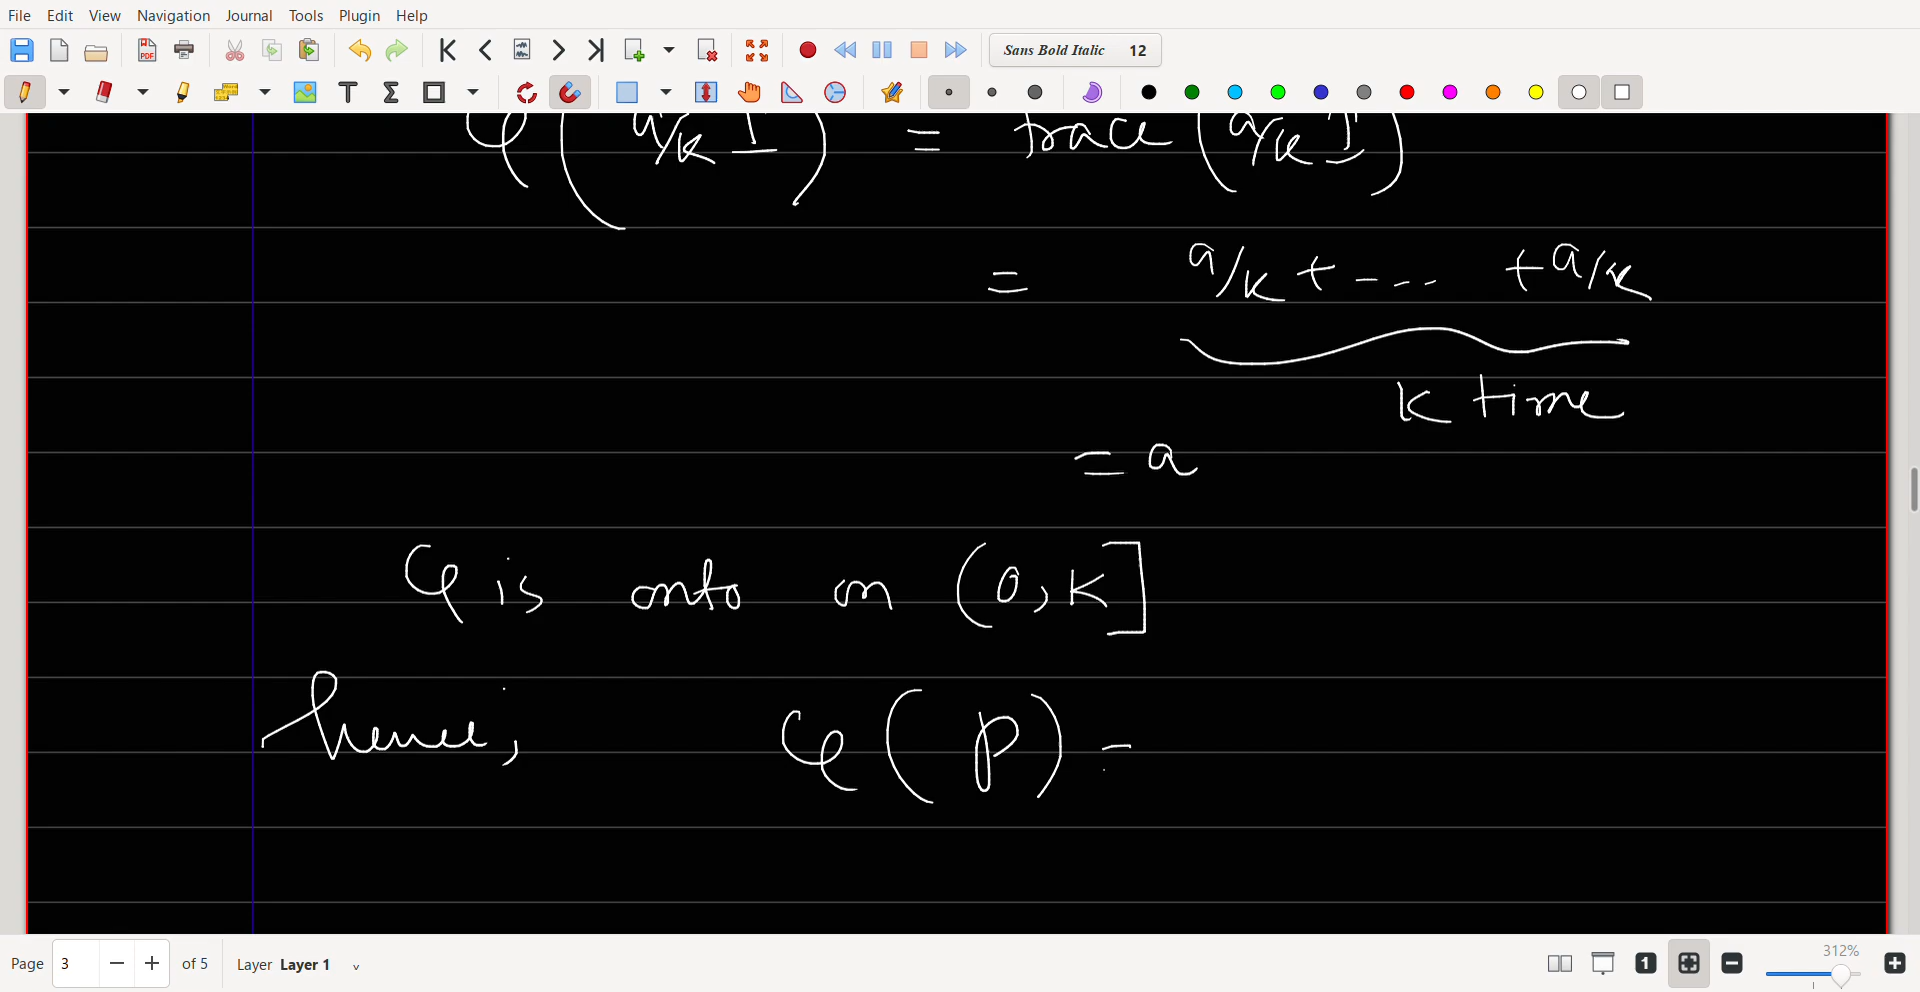 File Edit View Navigation Journal Tools Plugin Help
Sans Bold Italic 12
φ(a/k I) = trace(a/k I)
= a/k + - ... + a/k
k time
= a
φ is onto on (0, k]
hence, φ(p) =
312%
Page 3 of 5 Layer Layer 1